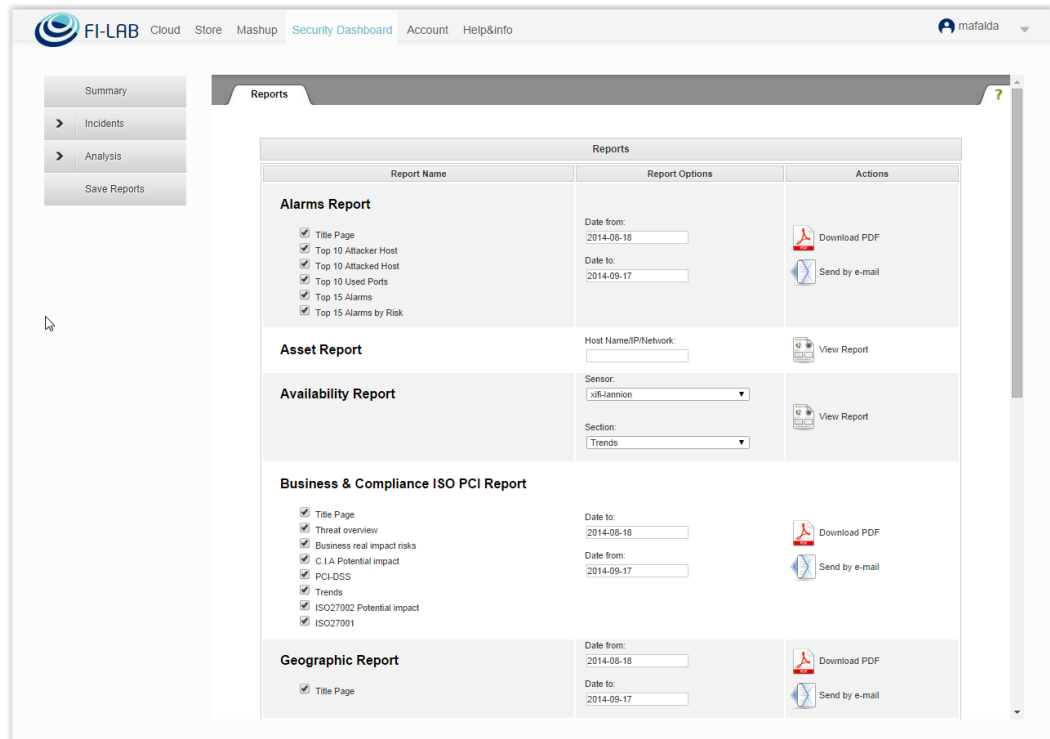 FI-LAB Cloud Store Mashup Security Dashboard Account Help&info mafalda
Summary
Incidents
Analysis
Save Reports
Reports ?
Reports
Report Name Report Options Actions
Alarms Report
Title Page
Top 10 Attacker Host
Top 10 Attacked Host
Top 10 Used Ports
Top 15 Alarms
Top 15 Alarms by Risk
Date from:
2014-08-18
Date to:
2014-09-17
Download PDF
Send by e-mail
Asset Report
Host Name/IP/Network:
View Report
Availability Report
Sensor:
xifi-lannion
Section:
Trends
View Report
Business & Compliance ISO PCI Report
Title Page
Threat overview
Business real impact risks
C.I.A Potential impact
PCI-DSS
Trends
ISO27002 Potential impact
ISO27001
Date to:
2014-08-18
Date from:
2014-09-17
Download PDF
Send by e-mail
Geographic Report
Title Page
Date from:
2014-08-18
Date to:
2014-09-17
Download PDF
Send by e-mail